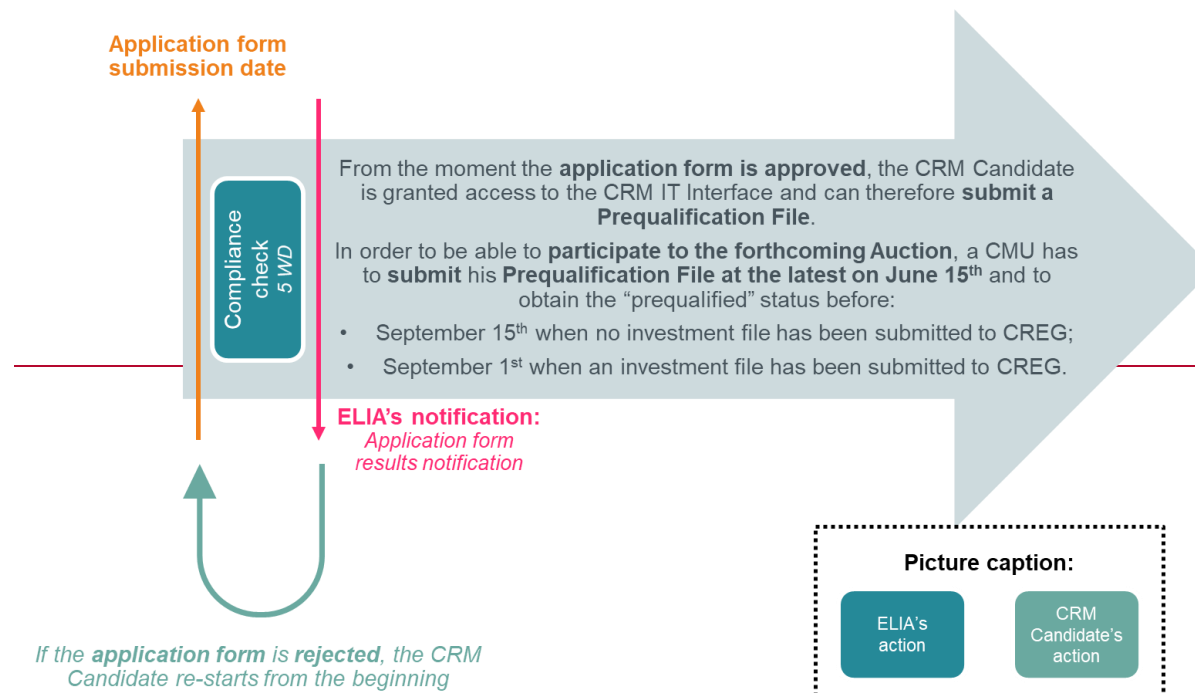 Application form
submission date
Compliance
check
5 WD
From the moment the application form is approved, the CRM Candidate
is granted access to the CRM IT Interface and can therefore submit a
Prequalification File.
In order to be able to participate to the forthcoming Auction, a CMU has
to submit his Prequalification File at the latest on June 15th and to
obtain the “prequalified” status before:
• September 15th when no investment file has been submitted to CREG;
• September 1st when an investment file has been submitted to CREG.
ELIA’s notification:
Application form
results notification
If the application form is rejected, the CRM
Candidate re-starts from the beginning
Picture caption:
ELIA’s
action
CRM
Candidate’s
action